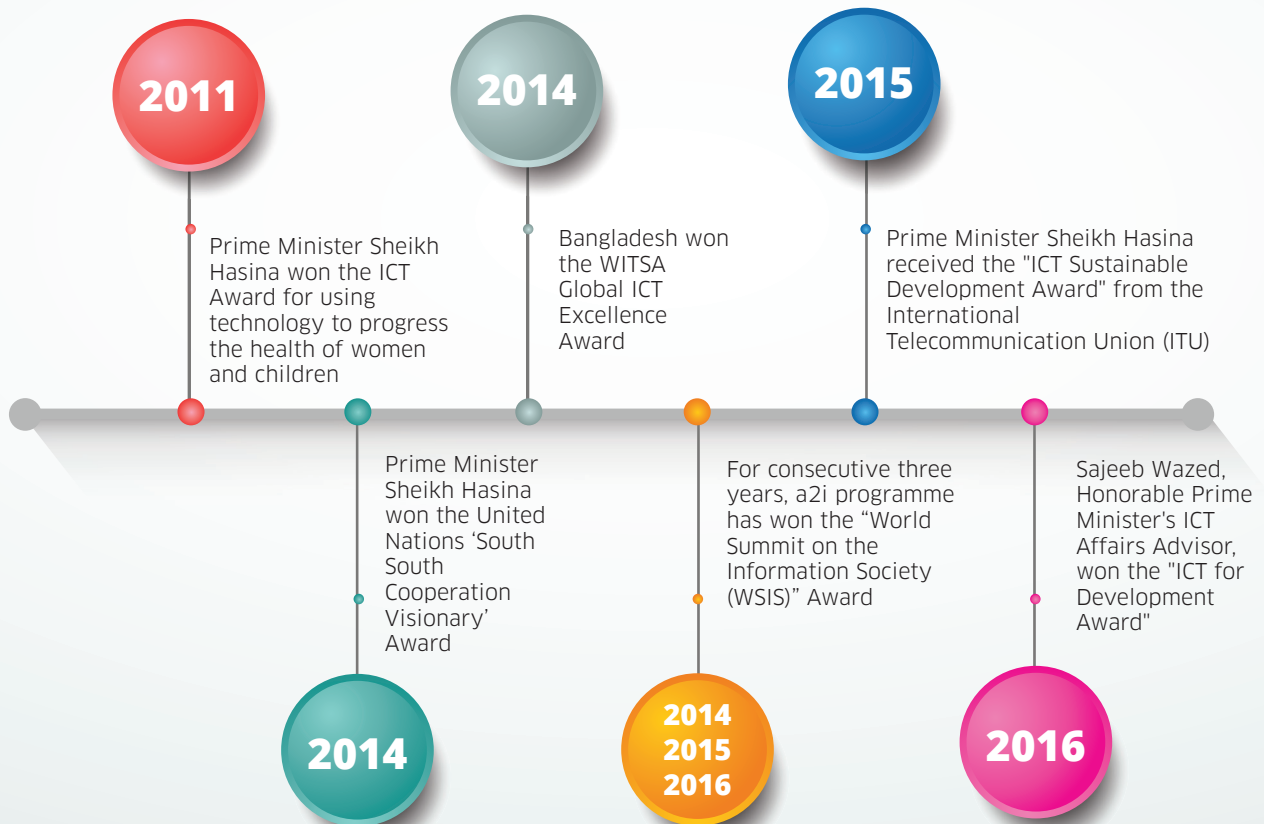 2011
Prime Minister Sheikh
Hasina won the ICT
Award for using
technology to progress
the health of women
and children
2014
Prime Minister
Sheikh Hasina
won the United
Nations ‘South
South
Cooperation
Visionary’
Award
2014
Bangladesh won
the WITSA
Global ICT
Excellence
Award
2014
2015
2016
For consecutive three
years, a2i programme
has won the “World
Summit on the
Information Society
(WSIS)” Award
2015
Prime Minister Sheikh Hasina
received the "ICT Sustainable
Development Award" from the
International
Telecommunication Union (ITU)
2016
Sajeeb Wazed,
Honorable Prime
Minister's ICT
Affairs Advisor,
won the "ICT for
Development
Award"